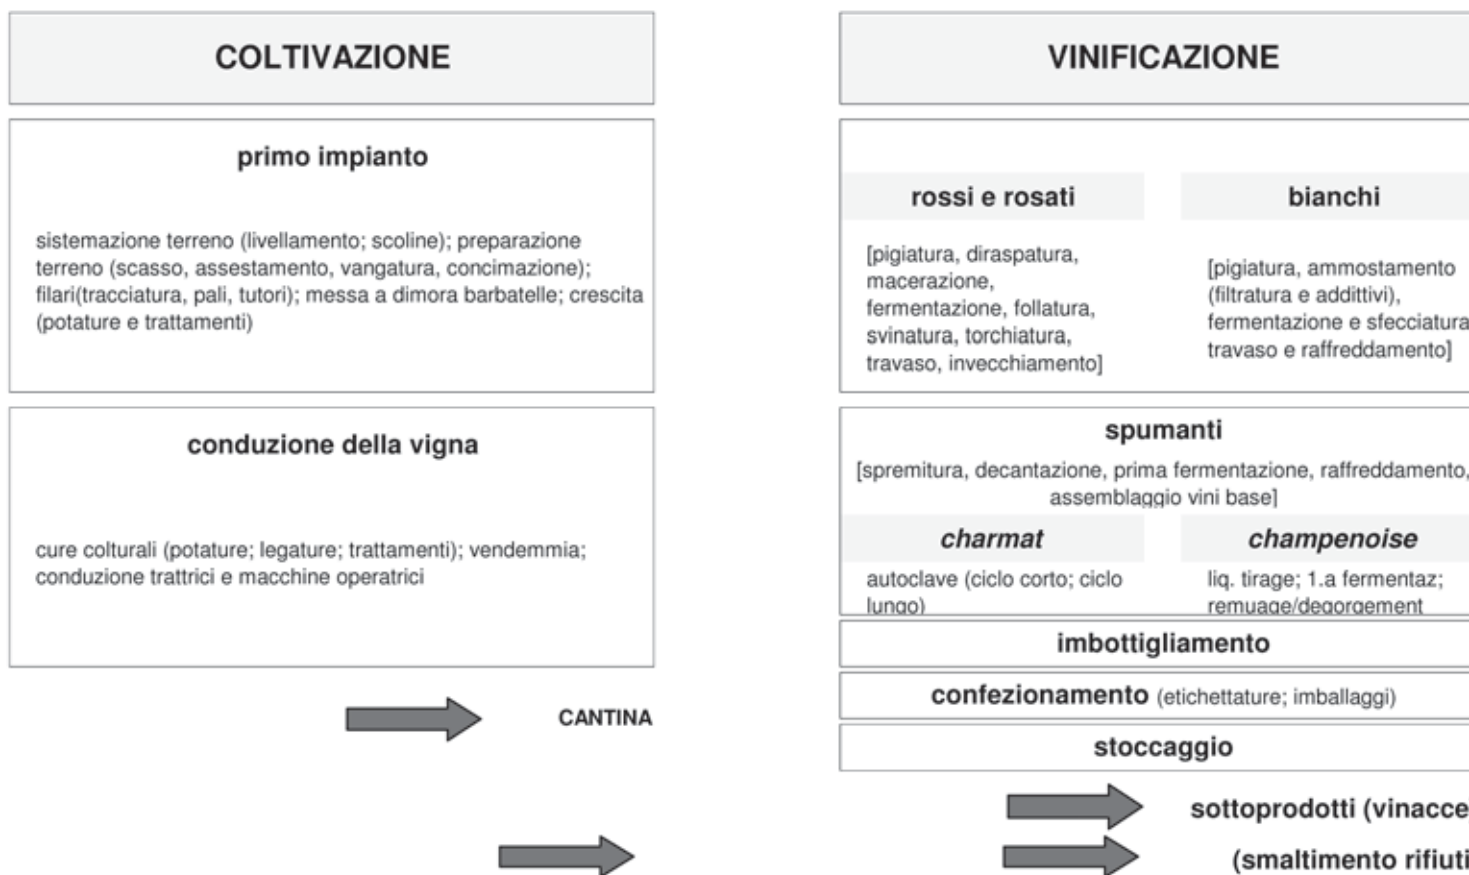 COLTIVAZIONE
primo impianto
sistemazione terreno (livellamento; scoline); preparazione
terreno (scasso, assestamento, vangatura, concimazione);
filari(tracciatura, pali, tutori); messa a dimora barbatelle; crescita
(potature e trattamenti)
conduzione della vigna
cure colturali (potature; legature; trattamenti); vendemmia;
conduzione trattrici e macchine operatrici
CANTINA
VINIFICAZIONE
rossi e rosati
[pigiatura, diraspatura,
macerazione,
fermentazione, follatura,
svinatura, torchiatura,
travaso, invecchiamento]
bianchi
[pigiatura, ammostamento
(filtratura e addittivi),
fermentazione e sfecciatura
travaso e raffreddamento]
spumanti
[spremitura, decantazione, prima fermentazione, raffreddamento,
assemblaggio vini base]
charmat
autoclave (ciclo corto; ciclo
lungo)
champenoise
liq. tirage; 1.a fermentaz;
remuage/degorgement
imbottigliamento
confezionamento (etichettature; imballaggi)
stoccaggio
sottoprodotti (vinacce
(smaltimento rifiuti